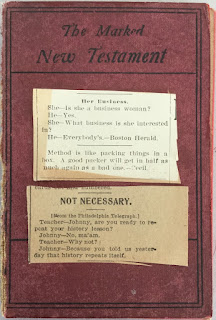 The Marked
New Testament
Her Business.
She—Is she a business woman?
He—Yes.
She—What business is she interested
in?
He—Everybody's.—Boston Herald.
Method is like packing things in a
box. A good packer will get in half as
much again as a bad one.—Cecil.
NOT NECESSARY.
[From the Philadelphia Telegraph.]
Teacher—Johnny, are you ready to re-
peat your history lesson?
Johnny—No, ma'am.
Teacher—Why not?
Johnny—Because you told us yester-
day that history repeats itself.